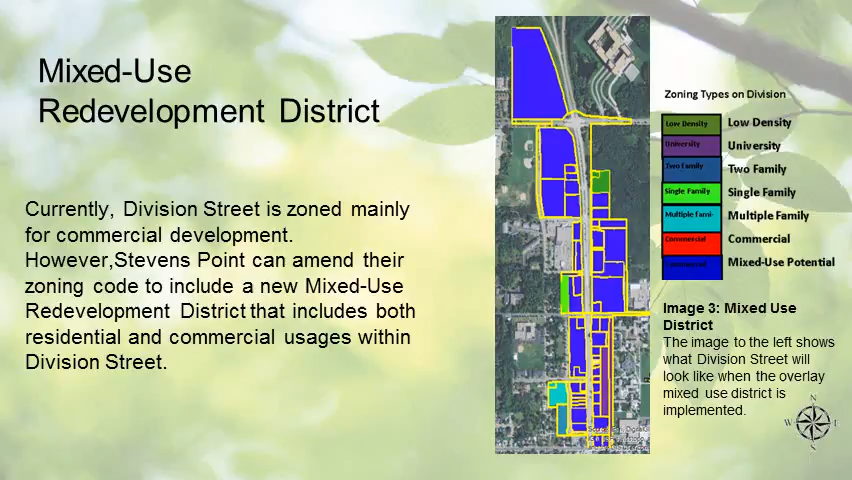 Mixed-Use
Redevelopment District
Currently, Division Street is zoned mainly
for commercial development.
However,Stevens Point can amend their
zoning code to include a new Mixed-Use
Redevelopment District that includes both
residential and commercial usages within
Division Street.
Zoning Types on Division
Low Density Low Density
University University
Two Family Two Family
Single Family Single Family
Multiple fami- Multiple Family
Commercial Commercial
Mixed-Use Potential
Image 3: Mixed Use
District
The image to the left shows
what Division Street will
look like when the overlay
mixed use district is
implemented.
N
W E
S